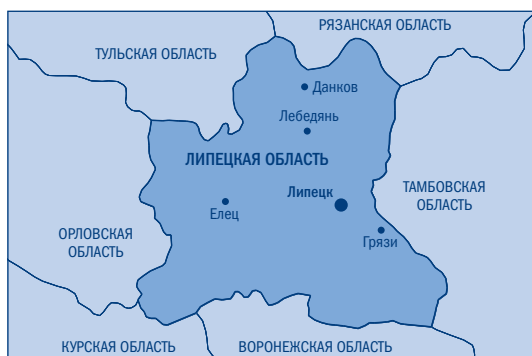 РЯЗАНСКАЯ ОБЛАСТЬ
ТУЛЬСКАЯ ОБЛАСТЬ
Данков
Лебедянь
ЛИПЕЦКАЯ ОБЛАСТЬ
Липецк
ТАМБОВСКАЯ
ОБЛАСТЬ
Елец
ОРЛОВСКАЯ
ОБЛАСТЬ
Грязи
КУРСКАЯ ОБЛАСТЬ
ВОРОНЕЖСКАЯ ОБЛАСТЬ